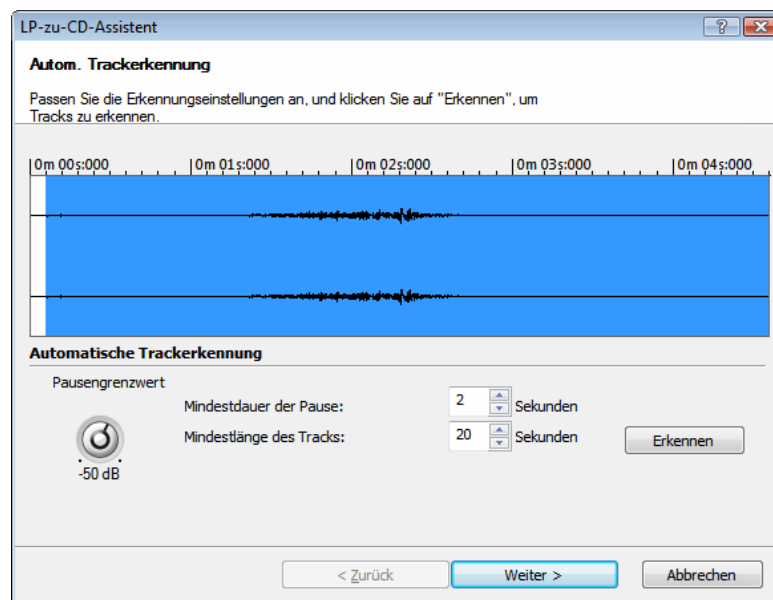 LP-zu-CD-Assistent
Autom. Trackerkennung
Passen Sie die Erkennungseinstellungen an, und klicken Sie auf "Erkennen", um
Tracks zu erkennen.
0m 00s:000 0m 01s:000 0m 02s:000 0m 03s:000 0m 04s:000
Automatische Trackerkennung
Pausengrenzwert
Mindestdauer der Pause: 2 Sekunden
Mindestlänge des Tracks: 20 Sekunden Erkennen
-50 dB
< Zurück Weiter > Abbrechen